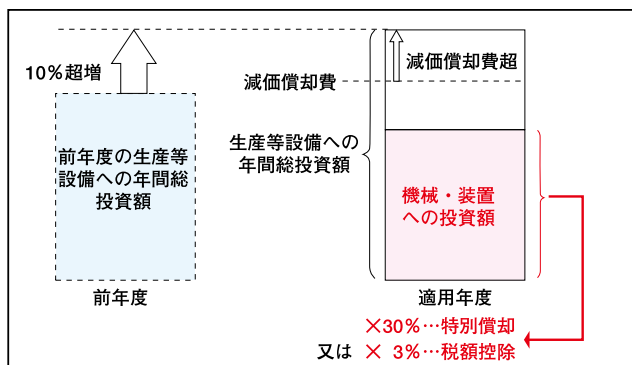 10％超増
前年度の生産等
設備への年間総
投資額
前年度
減価償却費
減価償却費超
生産等設備への
年間総投資額
機械・装置
への投資額
適用年度
×30％…特別償却
又は × 3％…税額控除